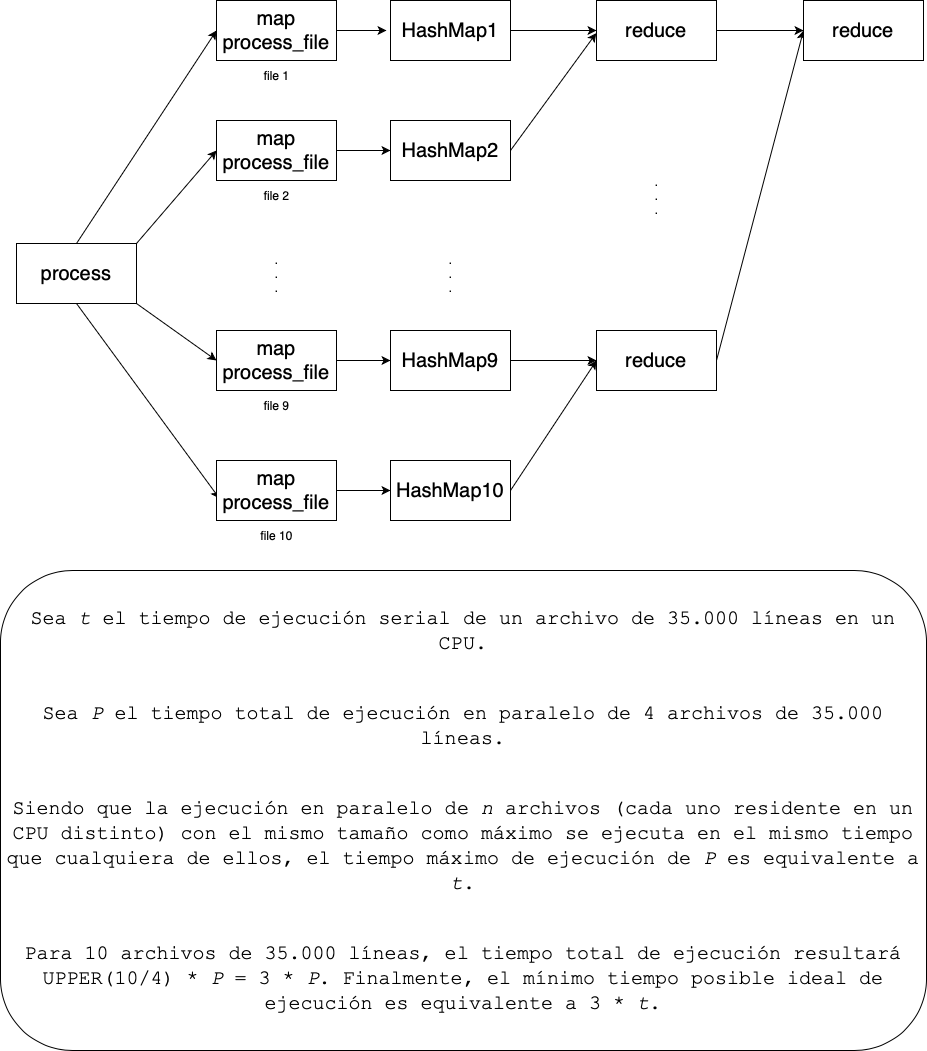 map
process_file
file 1
HashMap1
reduce
reduce
map
process_file
file 2
HashMap2
.
.
.
process
.
.
.
.
.
.
map
process_file
file 9
HashMap9
reduce
map
process_file
file 10
HashMap10
Sea t el tiempo de ejecución serial de un archivo de 35.000 líneas en un
CPU.
Sea P el tiempo total de ejecución en paralelo de 4 archivos de 35.000
líneas.
Siendo que la ejecución en paralelo de n archivos (cada uno residente en un
CPU distinto) con el mismo tamaño como máximo se ejecuta en el mismo tiempo
que cualquiera de ellos, el tiempo máximo de ejecución de P es equivalente a
t.
Para 10 archivos de 35.000 líneas, el tiempo total de ejecución resultará
UPPER(10/4) * P = 3 * P. Finalmente, el mínimo tiempo posible ideal de
ejecución es equivalente a 3 * t.